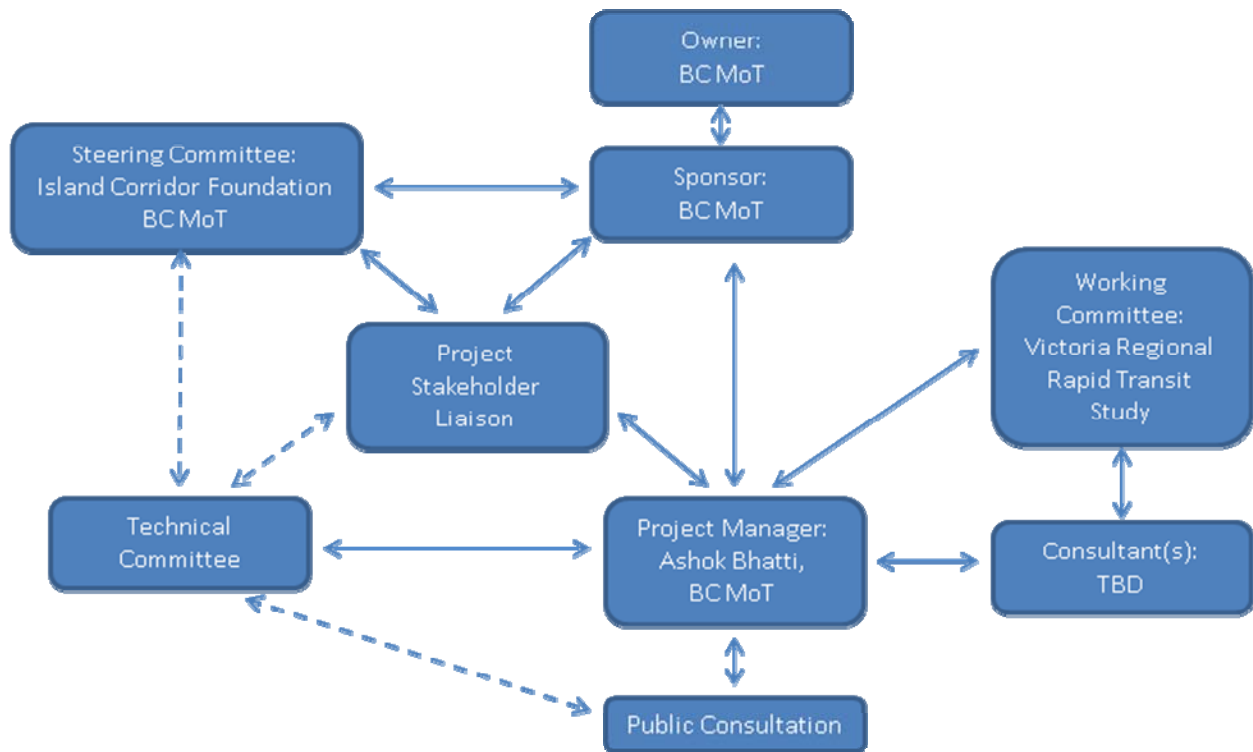 Owner:
BC MoT
Steering Committee:
Island Corridor Foundation
BC MoT
Sponsor:
BC MoT
Working
Committee:
Victoria Regional
Rapid Transit
Study
Project
Stakeholder
Liaison
Technical
Committee
Project Manager:
Ashok Bhatti,
BC MoT
Consultant(s):
TBD
Public Consultation